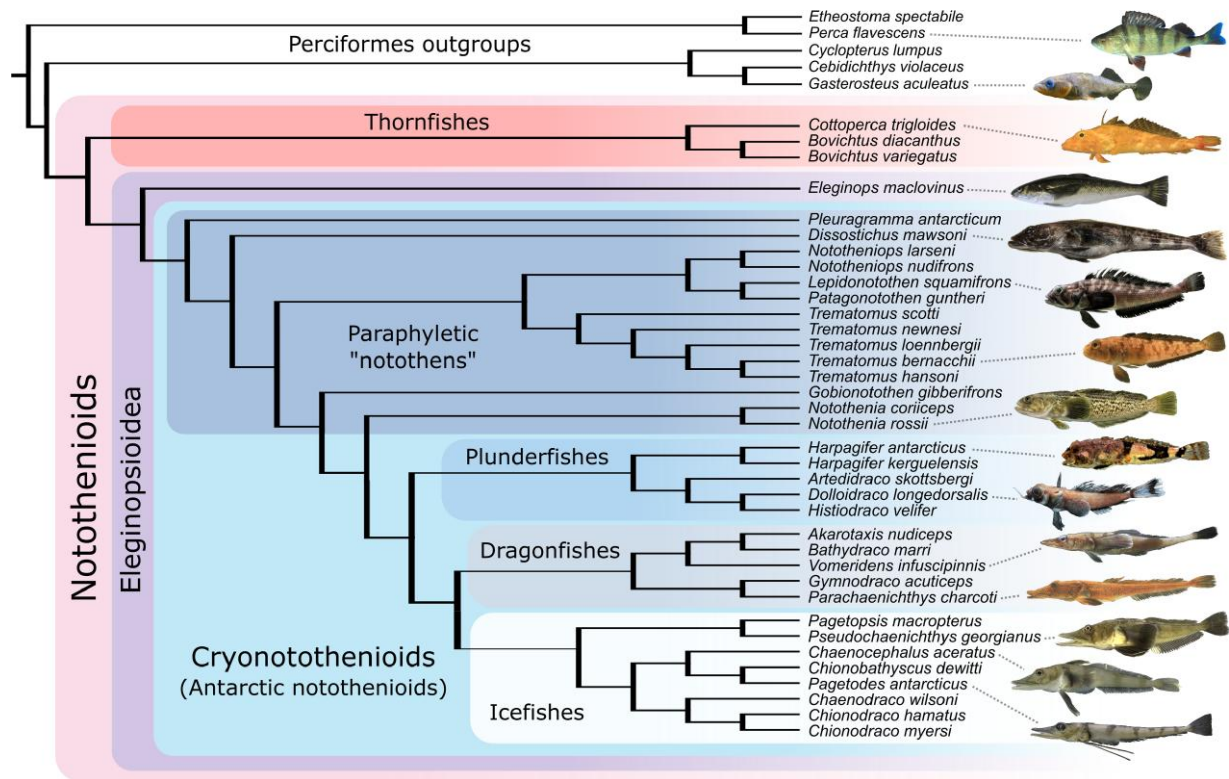 Perciformes outgroups
Etheostoma spectabile
Perca flavescens
Cyclopterus lumpus
Cebidichthys violaceus
Gasterosteus aculeatus
Thornfishes
Cottoperca trigloides
Bovichtus diacanthus
Bovichtus variegatus
Eleginops maclovinus
Pleuragramma antarcticum
Dissostichus mawsoni
Nototheniops larseni
Nototheniops nudifrons
Lepidonotothen squamifrons
Patagonotothen guntheri
Trematomus scotti
Paraphyletic
"notothens"
Trematomus newnesi
Trematomus loennbergii
Trematomus bernacchii
Trematomus hansoni
Gobionotothen gibberifrons
Notothenia coriiceps
Notothenia rossii
Notothenioids
Eleginopsioidea
Plunderfishes
Harpagifer antarcticus
Harpagifer kerguelensis
Artedidraco skottsbergi
Dolloidraco longedorsalis
Histiodraco velifer
Dragonfishes
Akarotaxis nudiceps
Bathydraco marri
Vomeridens infuscipinnis
Gymnodraco acuticeps
Parachaenichthys charcoti
Cryonotothenioids
(Antarctic notothenioids)
Icefishes
Pagetopsis macropterus
Pseudochaenichthys georgianus
Chaenocephalus aceratus
Chionobathyscus dewitti
Pagetodes antarcticus
Chaenodraco wilsoni
Chionodraco hamatus
Chionodraco myersi